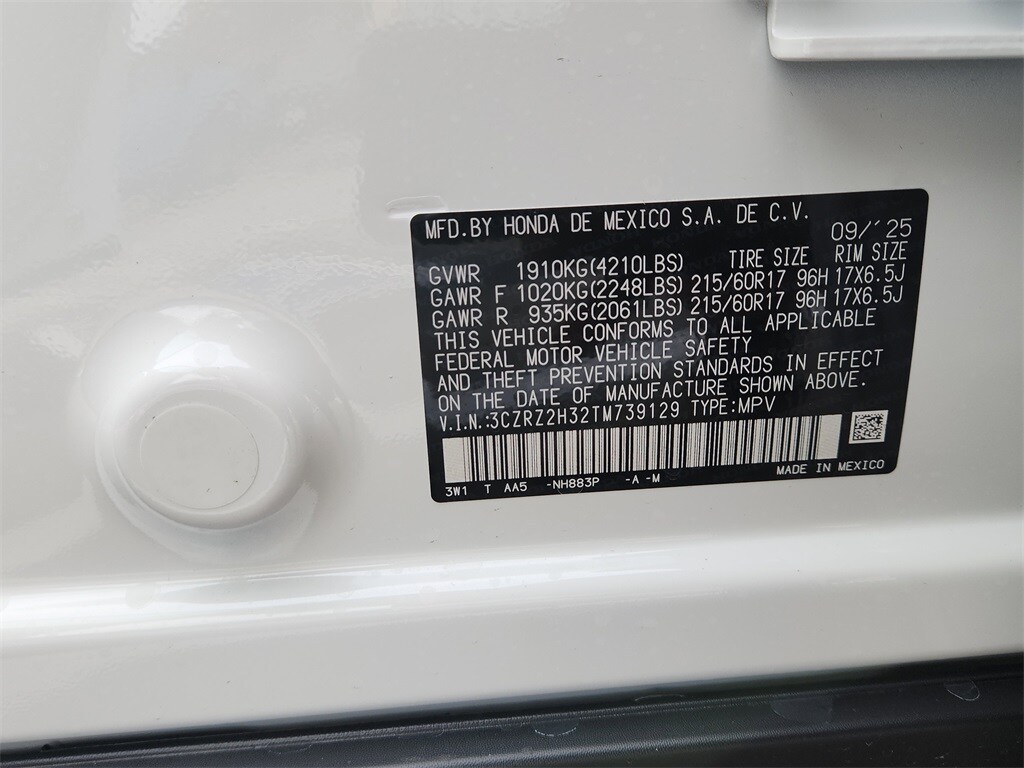 MFD.BY HONDA DE MEXICO S.A. DE C.V.
09/'25
GVWR 1910KG(4210LBS) TIRE SIZE RIM SIZE
GAWR F 1020KG(2248LBS) 215/60R17 96H 17X6.5J
GAWR R 935KG(2061LBS) 215/60R17 96H 17X6.5J
THIS VEHICLE CONFORMS TO ALL APPLICABLE
FEDERAL MOTOR VEHICLE SAFETY
AND THEFT PREVENTION STANDARDS IN EFFECT
ON THE DATE OF MANUFACTURE SHOWN ABOVE.
V.I.N.:3CZRZ2H32TM739129 TYPE:MPV
3W1 T AA5 -NH883P -A -M
MADE IN MEXICO